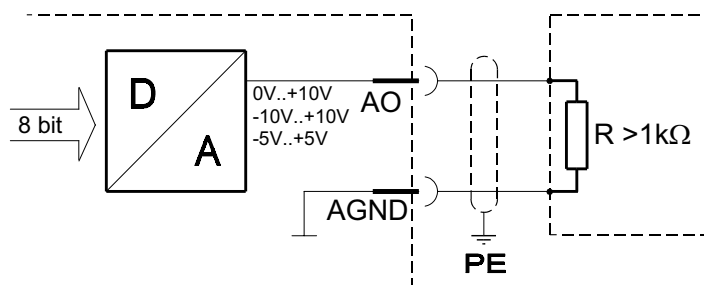 D
A
8 bit
0V..+10V
-10V..+10V
-5V..+5V
AO
AGND
PE
R >1kΩ